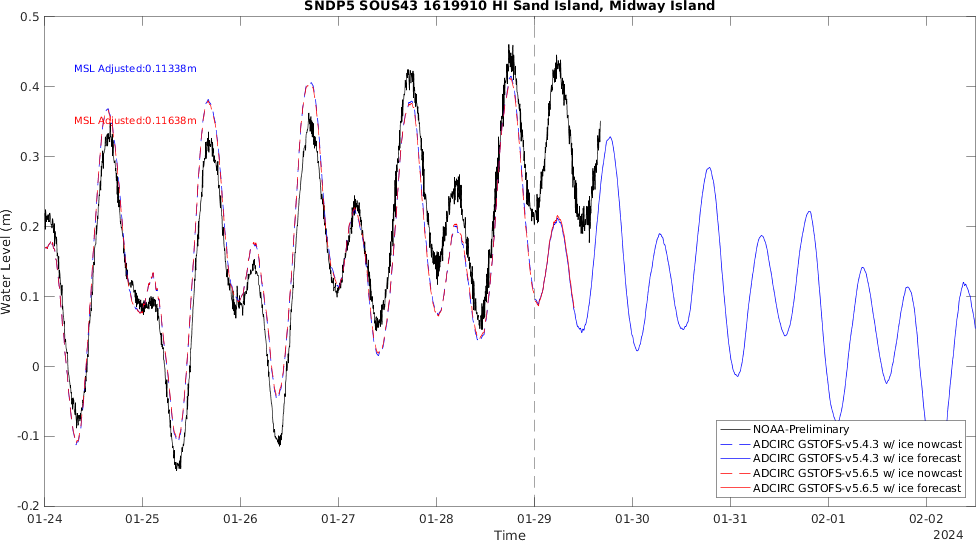 SNDP5 SOUS43 1619910 HI Sand Island, Midway Island
0.5
0.4
0.3
0.2
0.1
0
-0.1
-0.2
Water Level (m)
MSL Adjusted:0.11338m
MSL Adjusted:0.11638m
NOAA-Preliminary
ADCIRC GSTOFS-v5.4.3 w/ ice nowcast
ADCIRC GSTOFS-v5.4.3 w/ ice forecast
ADCIRC GSTOFS-v5.6.5 w/ ice nowcast
ADCIRC GSTOFS-v5.6.5 w/ ice forecast
01-24 01-25 01-26 01-27 01-28 01-29 01-30 01-31 02-01 02-02
Time
2024